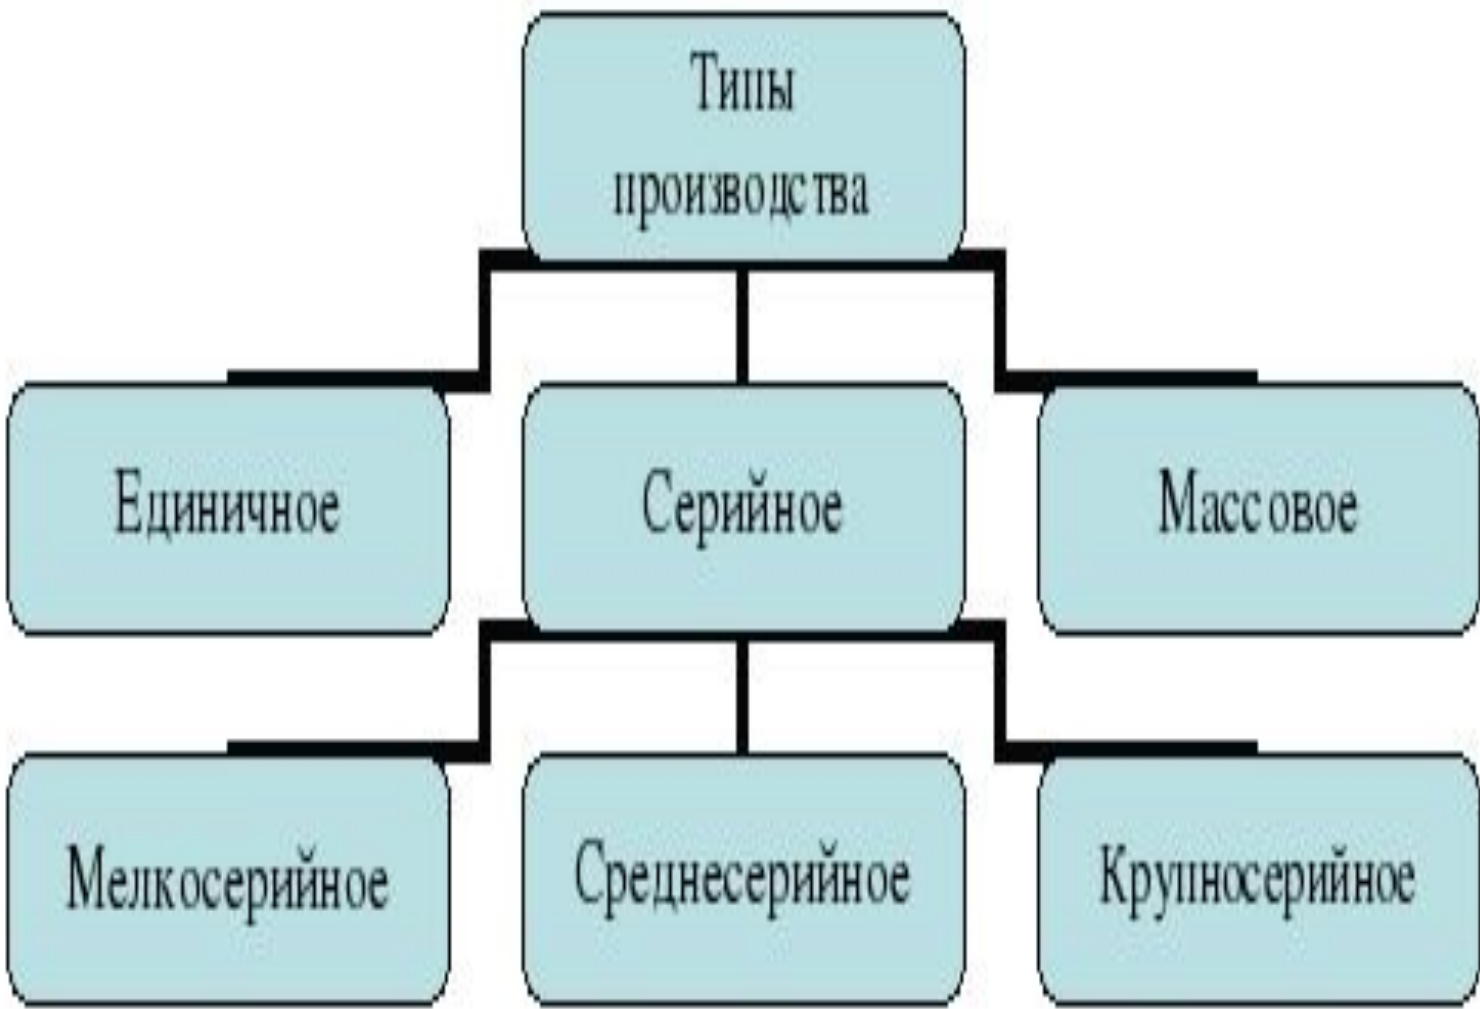 Типы
производства
Единичное
Серийное
Массовое
Мелкосерийное
Среднесерийное
Крупносерийное